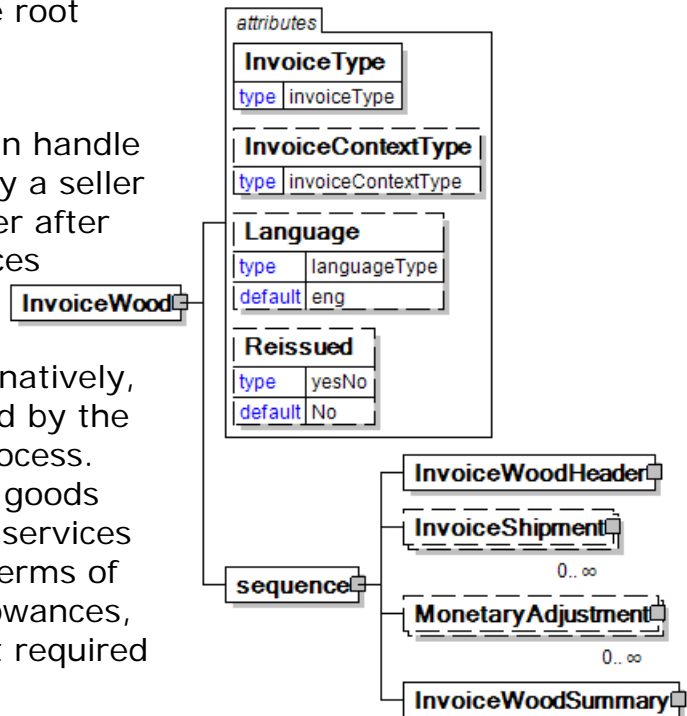 e root
n handle
y a seller
er after
ces
natively,
d by the
ocess.
goods
services
erms of
owances,
t required
InvoiceWood
attributes
InvoiceType
type invoiceType
InvoiceContextType
type invoiceContextType
Language
type languageType
default eng
Reissued
type yesNo
default No
sequence
InvoiceWoodHeader
InvoiceShipment
0.. ∞
MonetaryAdjustment
0.. ∞
InvoiceWoodSummary